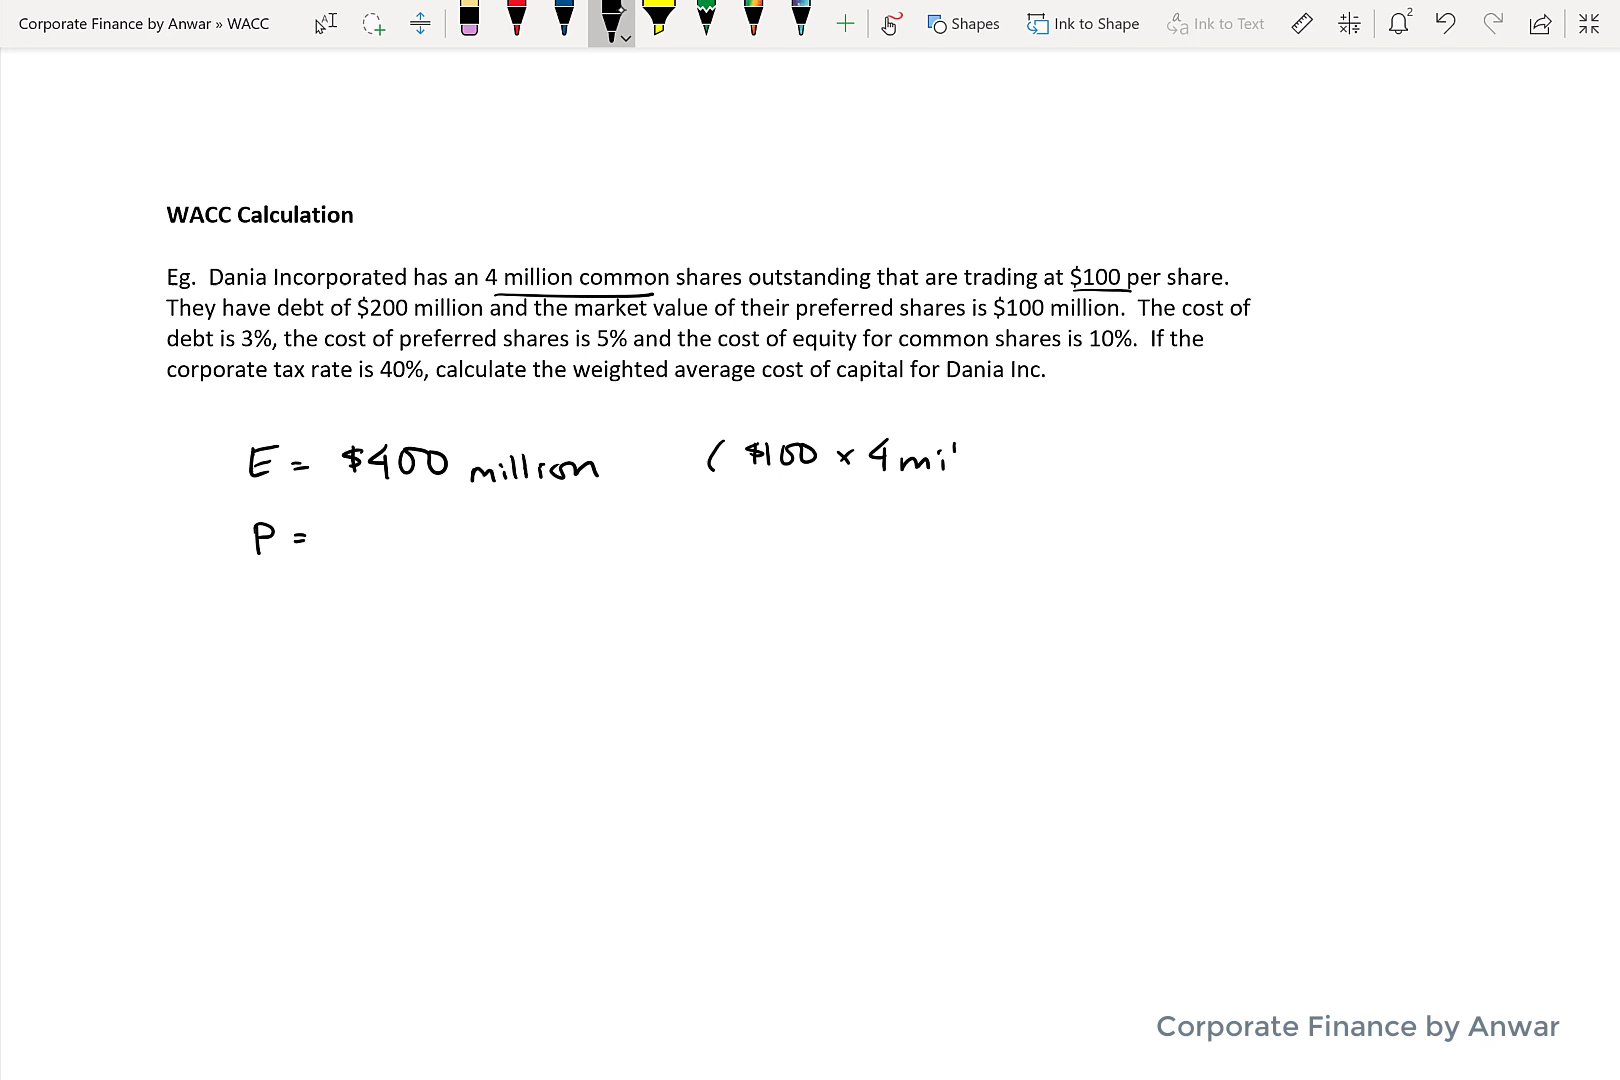 Corporate Finance by Anwar » WACC
Shapes
Ink to Shape
Ink to Text
2
WACC Calculation
Eg. Dania Incorporated has an 4 million common shares outstanding that are trading at $100 per share.
They have debt of $200 million and the market value of their preferred shares is $100 million. The cost of
debt is 3%, the cost of preferred shares is 5% and the cost of equity for common shares is 10%. If the
corporate tax rate is 40%, calculate the weighted average cost of capital for Dania Inc.
E = $400 million ( $100 x 4 mi'
P =
Corporate Finance by Anwar